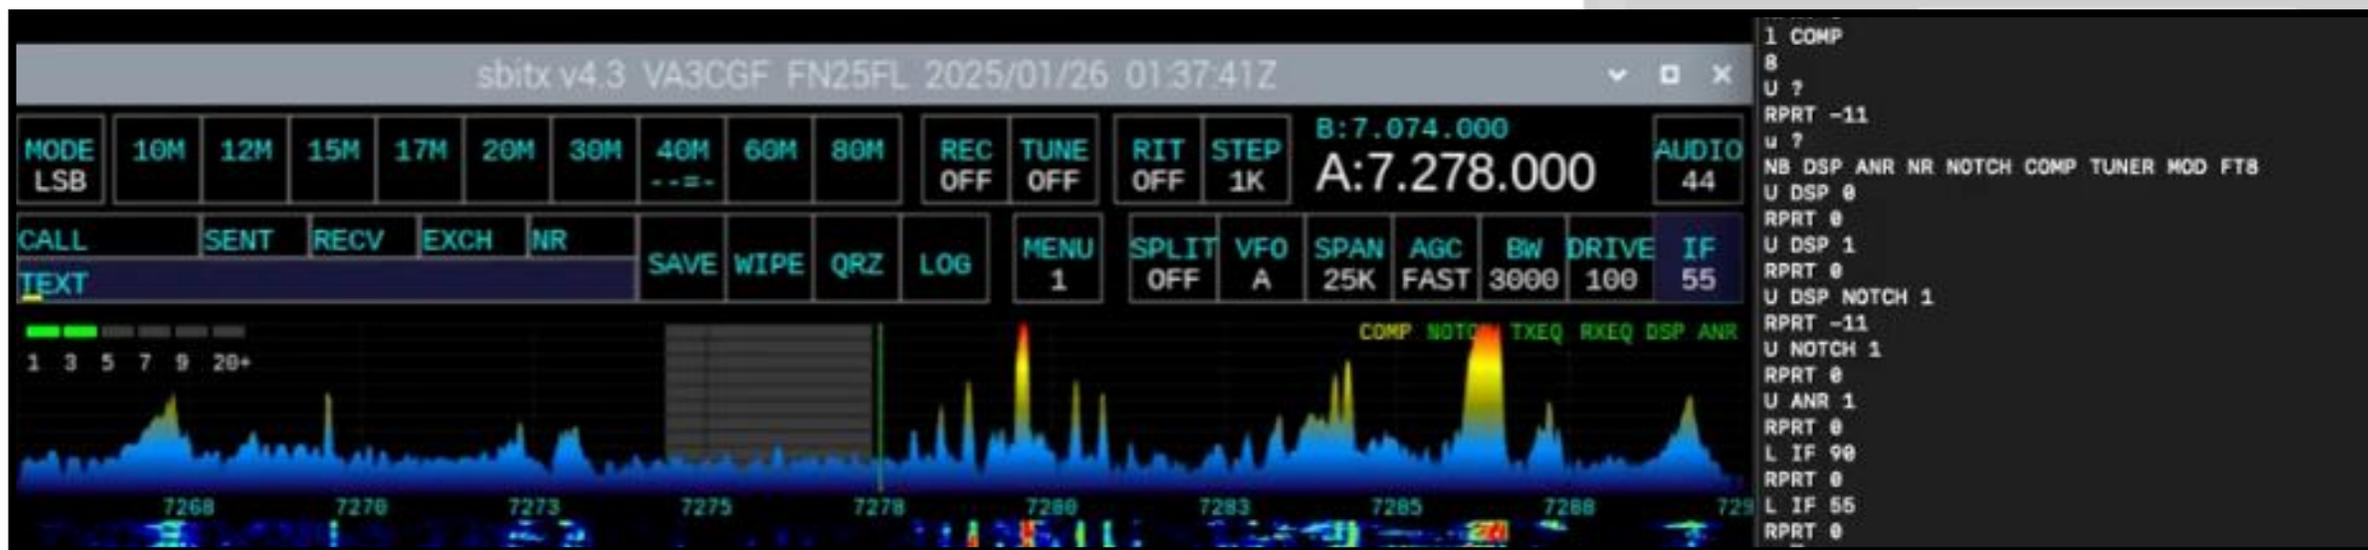 sbitx v4.3 VA3CGF FN25FL 2025/01/26 01:37:41Z
MODE 10M 12M 15M 17M 20M 30M 40M 60M 80M REC TUNE RIT STEP B:7.074.000 AUDIO
LSB --=- OFF OFF OFF 1K A:7.278.000 44
CALL SENT RECV EXCH NR
TEXT
SAVE WIPE QRZ LOG
MENU SPLIT VFO SPAN AGC BW DRIVE IF
1 OFF A 25K FAST 3000 100 55
COMP TXEQ RXEQ DSP ANR
1 3 5 7 9 20+
7268 7270 7273 7275 7278 7280 7283 7285 7288 729
l COMP
8
U ?
RPRT -11
u ?
NB DSP ANR NR NOTCH COMP TUNER MOD FT8
U DSP 0
RPRT 0
U DSP 1
RPRT 0
U DSP NOTCH 1
RPRT -11
U NOTCH 1
RPRT 0
U ANR 1
RPRT 0
L IF 90
RPRT 0
L IF 55
RPRT 0